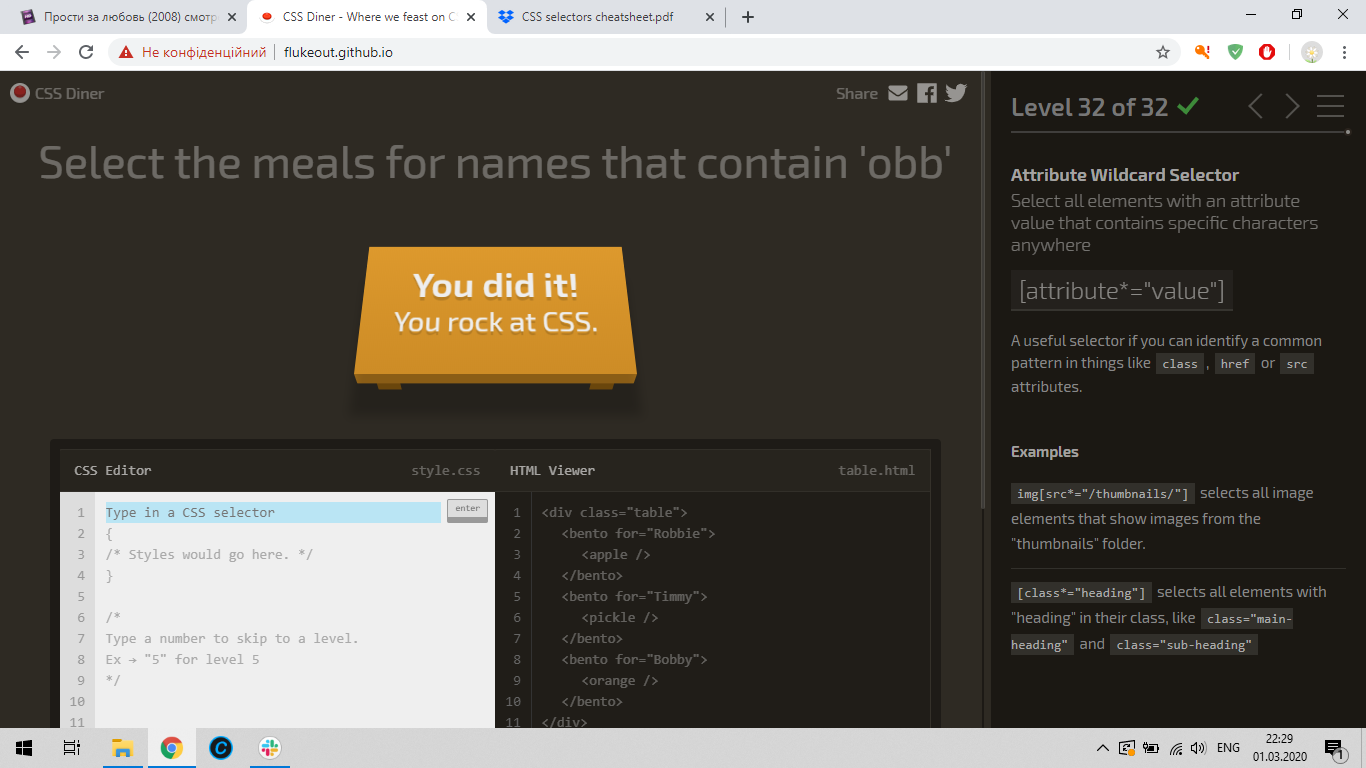 Прости за любовь (2008) смотр
CSS Diner - Where we feast on C
CSS selectors cheatsheet.pdf
Не конфіденційний
flukeout.github.io
CSS Diner
Share
Select the meals for names that contain 'obb'
You did it!
You rock at CSS.
CSS Editor
style.css
1 Type in a CSS selector
enter
2 {
3 /* Styles would go here. */
4 }
5
6 /*
7 Type a number to skip to a level.
8 Ex → "5" for level 5
9 */
10
11
HTML Viewer
table.html
1 <div class="table">
2 <bento for="Robbie">
3 <apple />
4 </bento>
5 <bento for="Timmy">
6 <pickle />
7 </bento>
8 <bento for="Bobby">
9 <orange />
10 </bento>
11 </div>
Level 32 of 32
Attribute Wildcard Selector
Select all elements with an attribute
value that contains specific characters
anywhere
[attribute*="value"]
A useful selector if you can identify a common
pattern in things like class , href or src
attributes.
Examples
img[src*="/thumbnails/"] selects all image
elements that show images from the
"thumbnails" folder.
[class*="heading"] selects all elements with
"heading" in their class, like class="main-
heading" and class="sub-heading"
ENG
22:29
01.03.2020
1